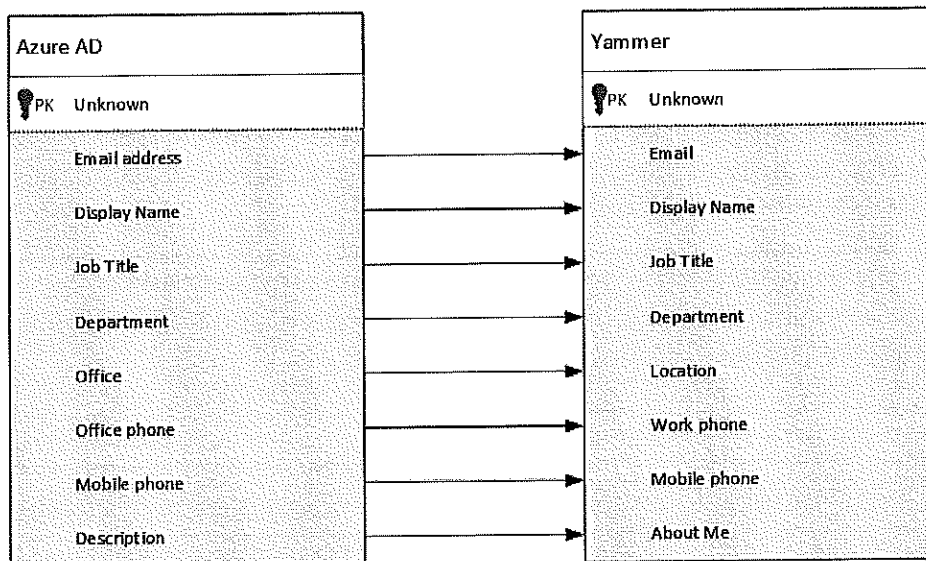 Azure AD
PK Unknown
Email address
Display Name
Job Title
Department
Office
Office phone
Mobile phone
Description
Yammer
PK Unknown
Email
Display Name
Job Title
Department
Location
Work phone
Mobile phone
About Me